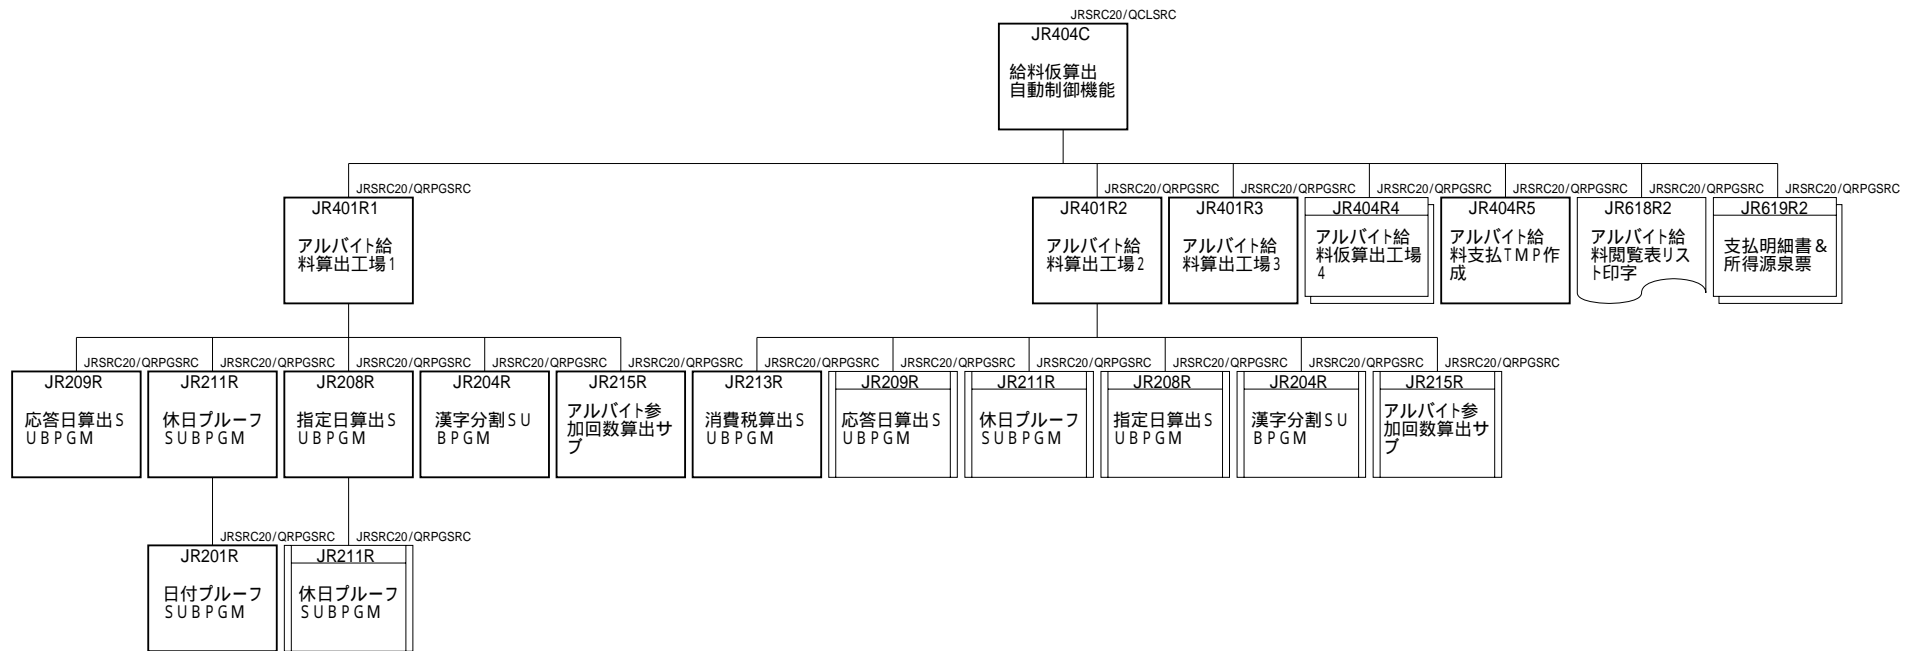 JRSRC20/QCLSRC
JR404C
給料仮算出
自動制御機能
JRSRC20/QRPGSRC
JR401R1
アルバイト給
料算出工場1
JRSRC20/QRPGSRC
JR401R2
アルバイト給
料算出工場2
JRSRC20/QRPGSRC
JR401R3
アルバイト給
料算出工場3
JRSRC20/QRPGSRC
JR404R4
アルバイト給
料仮算出工場
4
JRSRC20/QRPGSRC
JR404R5
アルバイト給
料支払TMP作
成
JRSRC20/QRPGSRC
JR618R2
アルバイト給
料閲覧表リス
ト印字
JRSRC20/QRPGSRC
JR619R2
支払明細書&
所得源泉票
JRSRC20/QRPGSRC
JR209R
応答日算出S
UBPGM
JRSRC20/QRPGSRC
JR211R
休日プルーフ
SUBPGM
JRSRC20/QRPGSRC
JR208R
指定日算出S
UBPGM
JRSRC20/QRPGSRC
JR204R
漢字分割SU
BPGM
JRSRC20/QRPGSRC
JR215R
アルバイト参
加回数算出サ
ブ
JRSRC20/QRPGSRC
JR213R
消費税算出S
UBPGM
JRSRC20/QRPGSRC
JR209R
応答日算出S
UBPGM
JRSRC20/QRPGSRC
JR211R
休日プルーフ
SUBPGM
JRSRC20/QRPGSRC
JR208R
指定日算出S
UBPGM
JRSRC20/QRPGSRC
JR204R
漢字分割SU
BPGM
JRSRC20/QRPGSRC
JR215R
アルバイト参
加回数算出サ
ブ
JRSRC20/QRPGSRC
JR201R
日付プルーフ
SUBPGM
JRSRC20/QRPGSRC
JR211R
休日プルーフ
SUBPGM